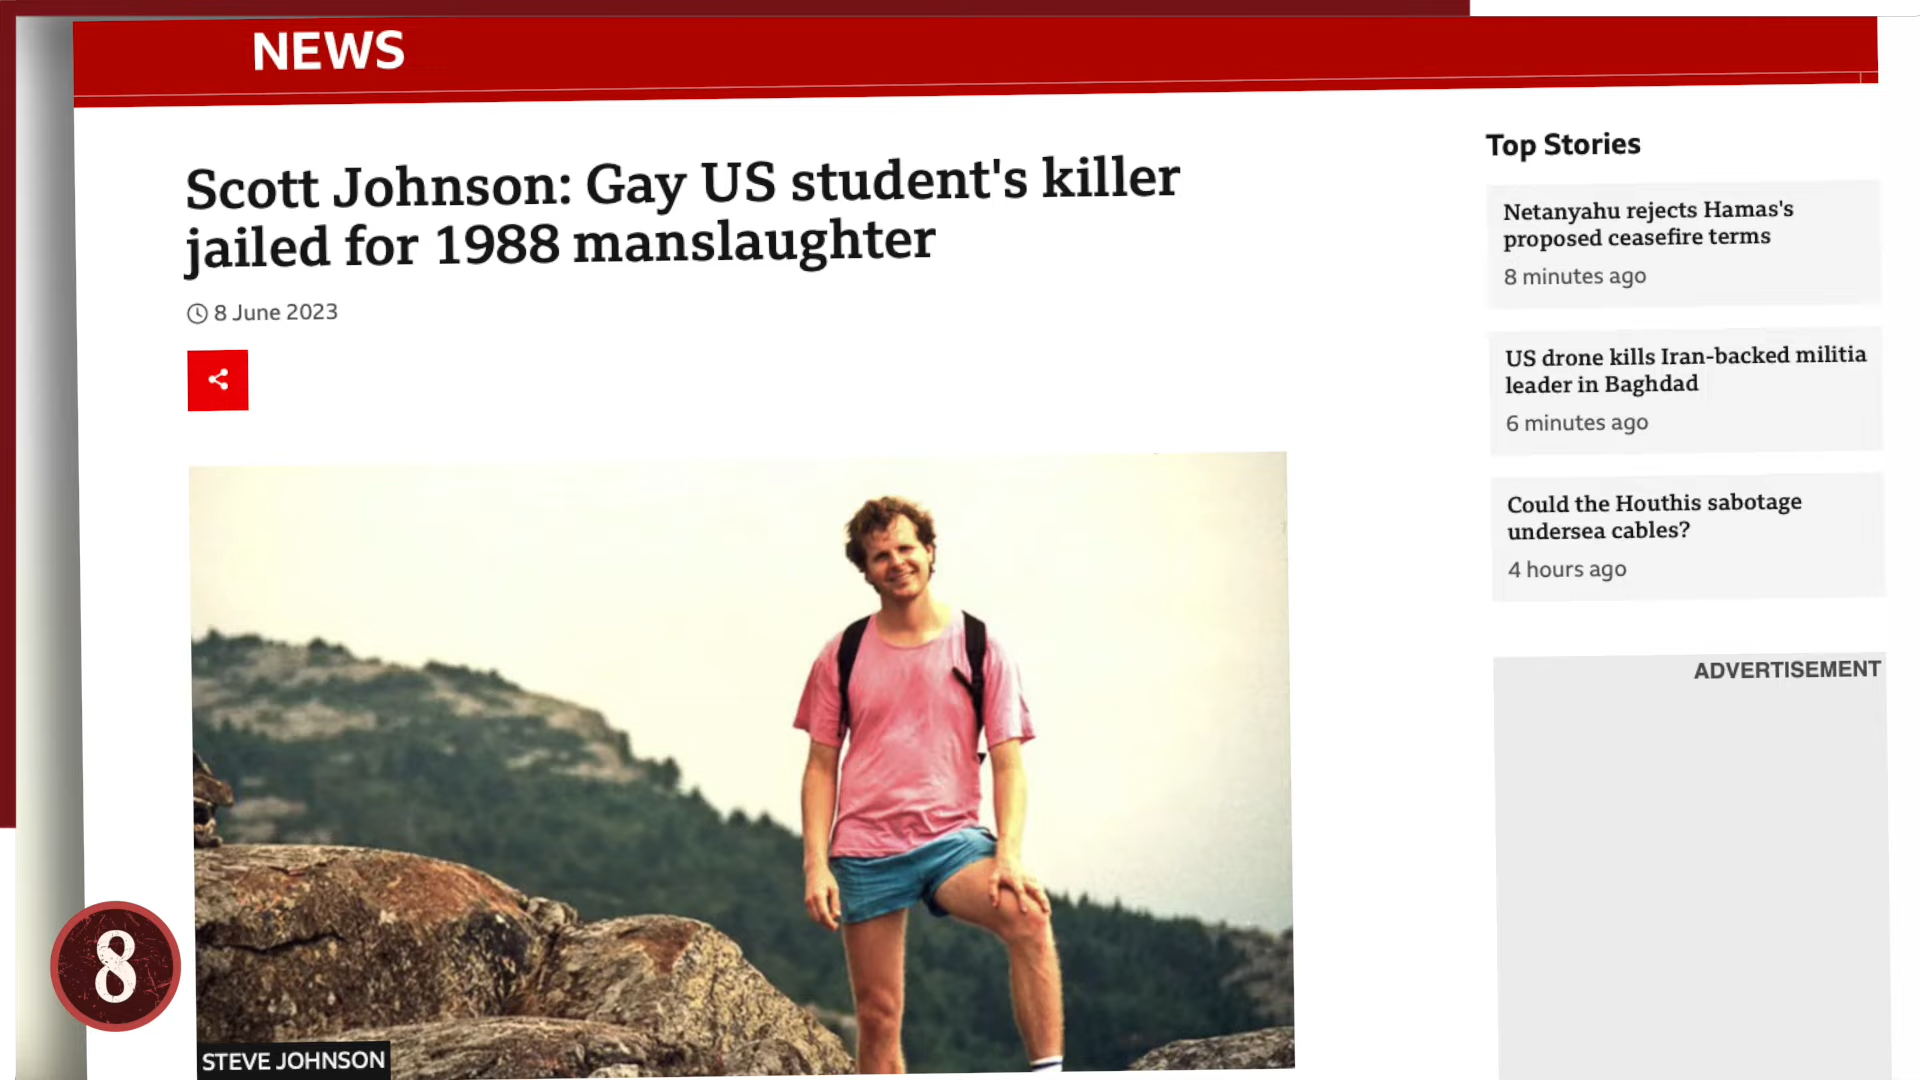 NEWS
Scott Johnson: Gay US student's killer
jailed for 1988 manslaughter
8 June 2023
Top Stories
Netanyahu rejects Hamas's
proposed ceasefire terms
8 minutes ago
US drone kills Iran-backed militia
leader in Baghdad
6 minutes ago
Could the Houthis sabotage
undersea cables?
4 hours ago
ADVERTISEMENT
8
STEVE JOHNSON